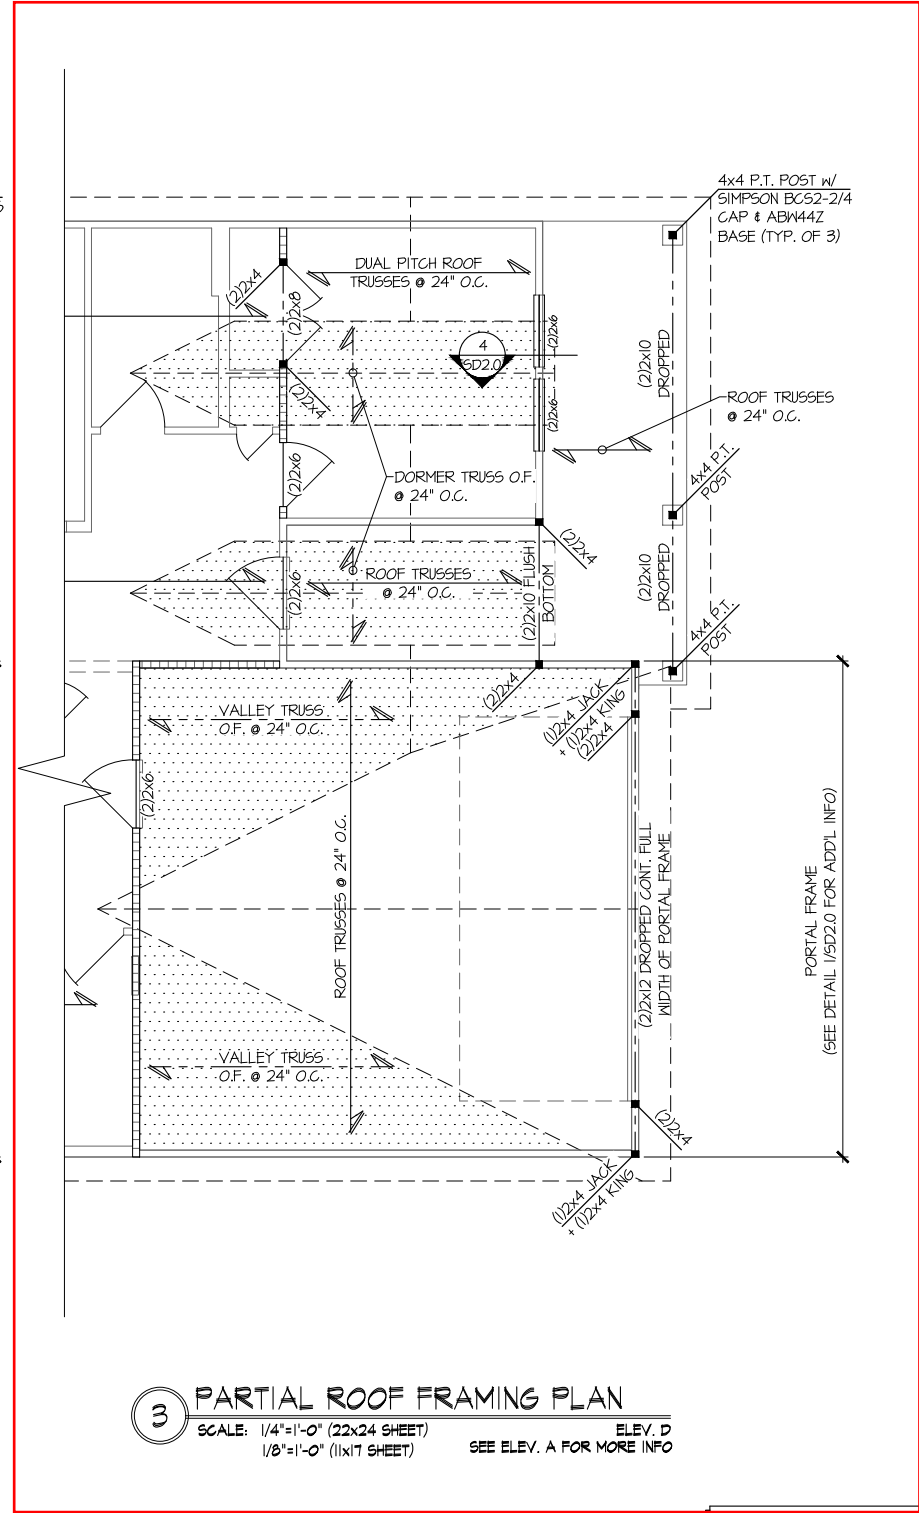 4x4 P.T. POST w/
SIMPSON BCS2-2/4
CAP & ABW44Z
BASE (TYP. OF 3)
DUAL PITCH ROOF
TRUSSES @ 24" O.C.
(2)2x4
(2)2x8
(2)2x4
4
SD2.0
(2)2x6
(2)2x6
(2)2x10
DROPPED
ROOF TRUSSES
@ 24" O.C.
(2)2x6
DORMER TRUSS O.F.
@ 24" O.C.
4x4 P.T.
POST
(2)2x4
ROOF TRUSSES
@ 24" O.C.
(2)2x6
(2)2x10 FLUSH
BOTTOM
(2)2x10
DROPPED
4x4 P.T.
POST
(2)2x4
(1)2x4 JACK
+ (1)2x4 KING
(2)2x4
VALLEY TRUSS
O.F. @ 24" O.C.
(2)2x6
ROOF TRUSSES @ 24" O.C.
(2)2x12 DROPPED CONT. FULL
WIDTH OF PORTAL FRAME
PORTAL FRAME
(SEE DETAIL 1/SD2.0 FOR ADD'L INFO)
VALLEY TRUSS
O.F. @ 24" O.C.
(2)2x4
(1)2x4 JACK
+ (1)2x4 KING
3
PARTIAL ROOF FRAMING PLAN
SCALE: 1/4"=1'-0" (22x24 SHEET)
1/8"=1'-0" (11x17 SHEET)
ELEV. D
SEE ELEV. A FOR MORE INFO